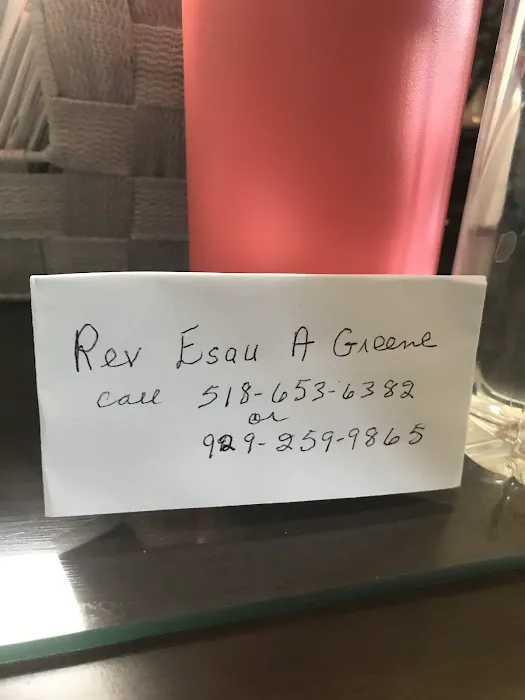 Rev Esau A Greene
call 518-653-6382
or
929-259-9865